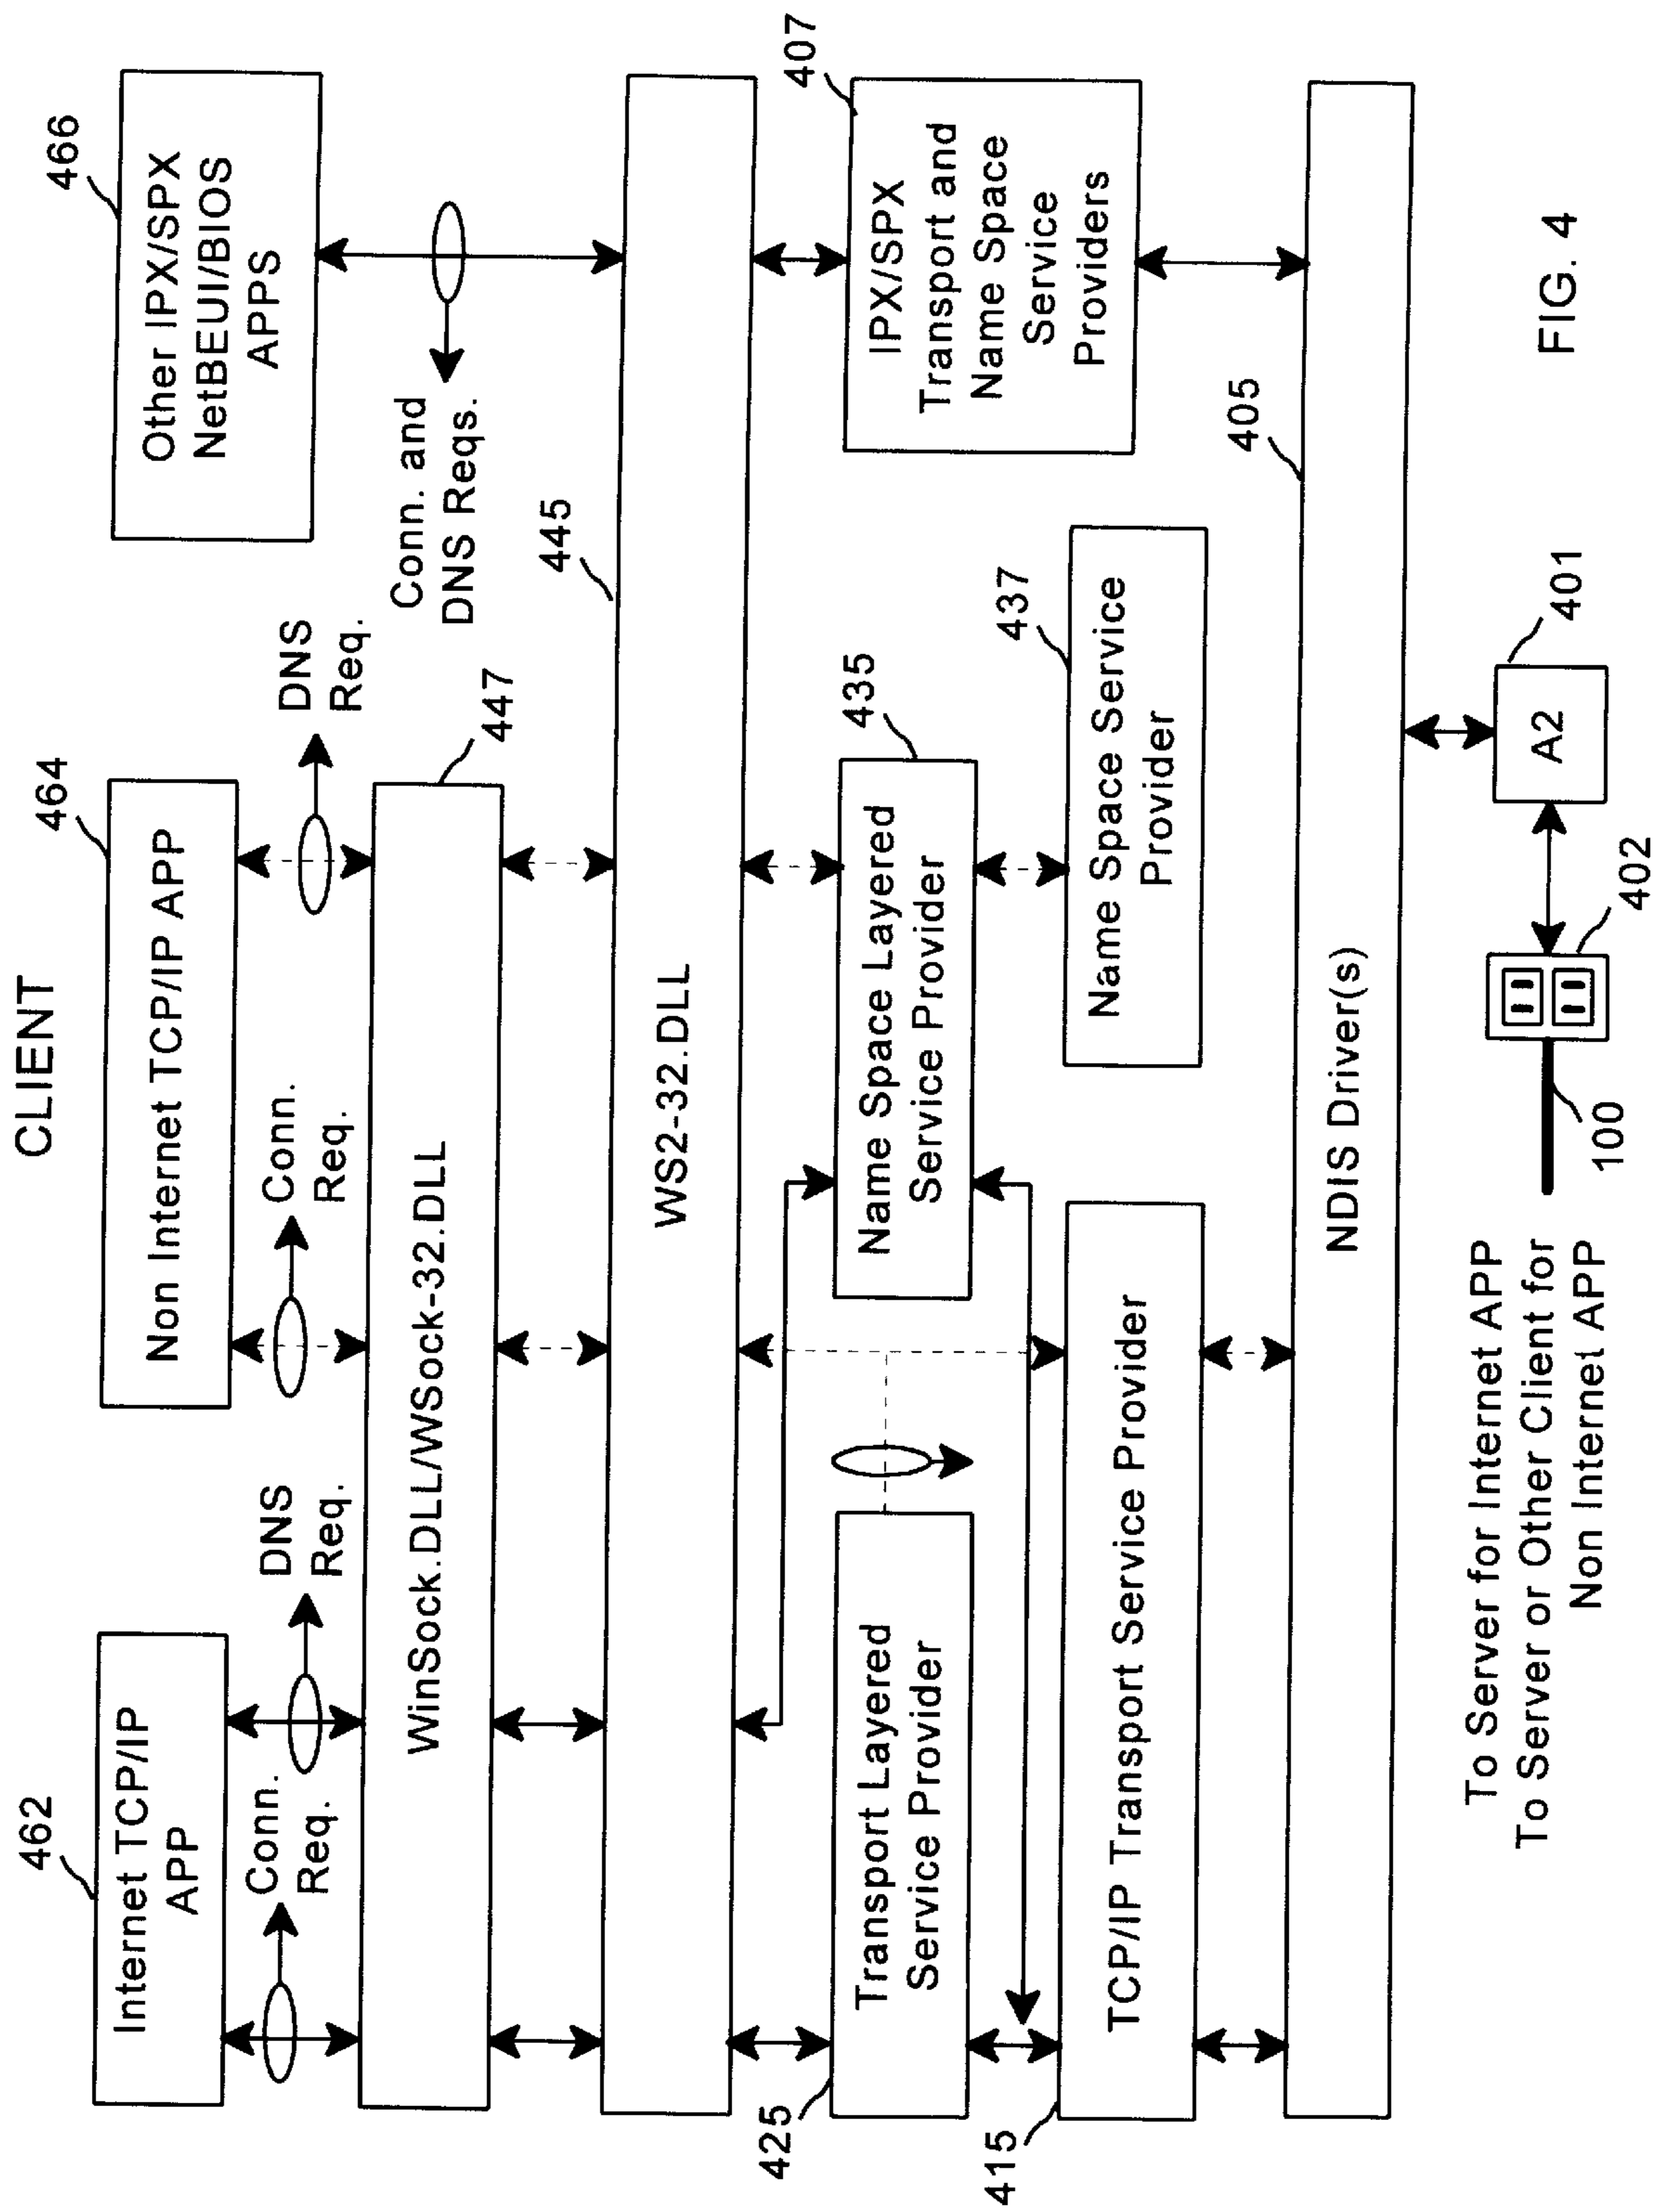 CLIENT
462
Internet TCP/IP
APP
464
Non Internet TCP/IP APP
466
Other IPX/SPX
NetBEUI/BIOS
APPS
Conn.
Req.
DNS
Req.
Conn.
Req.
DNS
Req.
Conn. and
DNS Reqs.
447
WinSock.DLL/WSock-32.DLL
445
WS2-32.DLL
425
Transport Layered
Service Provider
435
Name Space Layered
Service Provider
407
IPX/SPX
Transport and
Name Space
Service
Providers
415
TCP/IP Transport Service Provider
437
Name Space Service
Provider
405
NDIS Driver(s)
To Server for Internet APP
To Server or Other Client for
Non Internet APP
100
402
A2
401
FIG. 4